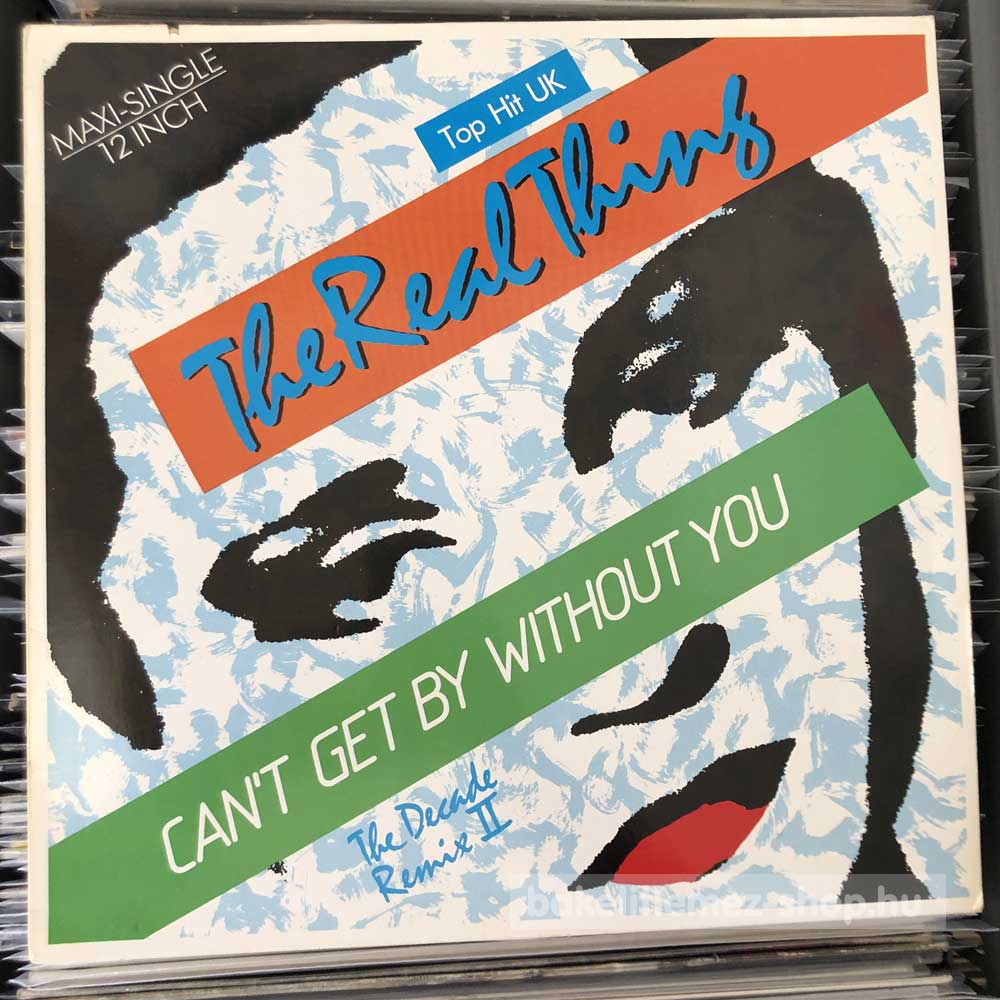 MAXI-SINGLE
12 INCH
Top Hit UK
The Real Thing
CAN'T GET BY WITHOUT YOU
The Decade
Remix II
bakelitlemez-shop.hu